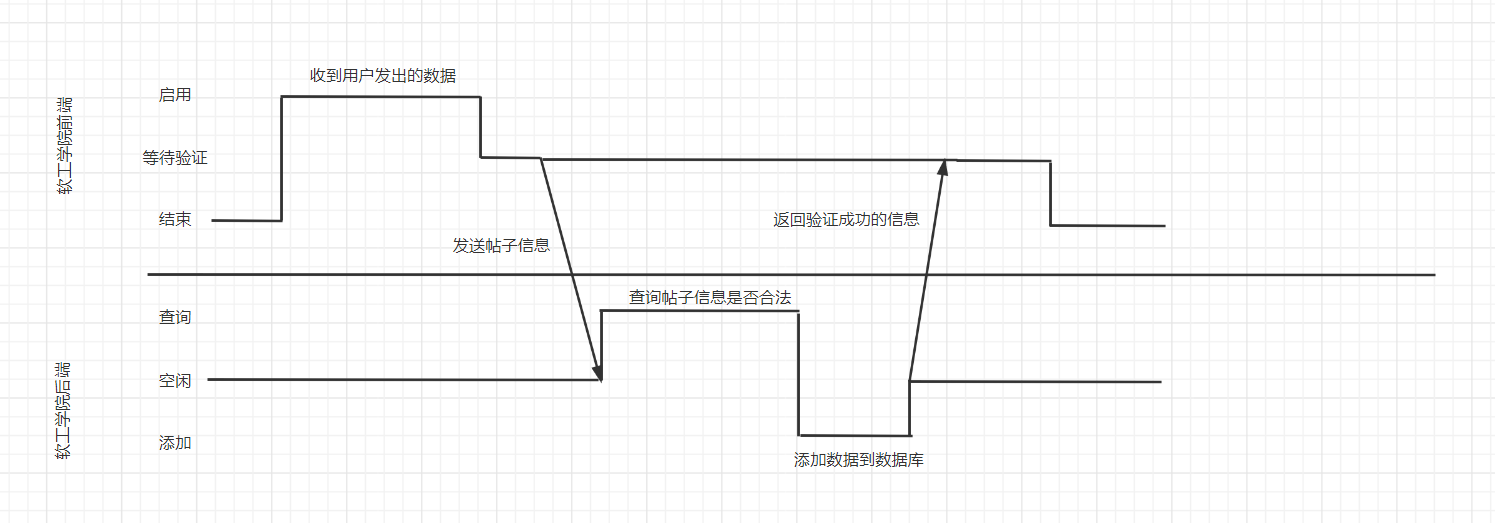 收到用户发出的数据
启用
软工学院前端
等待验证
结束
返回验证成功的信息
发送帖子信息
查询帖子信息是否合法
查询
空闲
软工学院后端
添加
添加数据到数据库